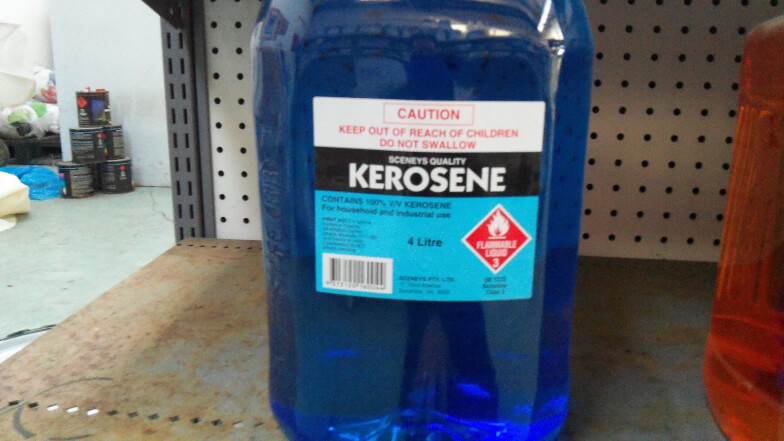 CAUTION
KEEP OUT OF REACH OF CHILDREN
DO NOT SWALLOW
SCENEYS QUALITY
KEROSENE
CONTAINS 100% V/V KEROSENE
For household and industrial use
4 Litre
FLAMMABLE
LIQUID
3
SCENEYS PTY. LTD.